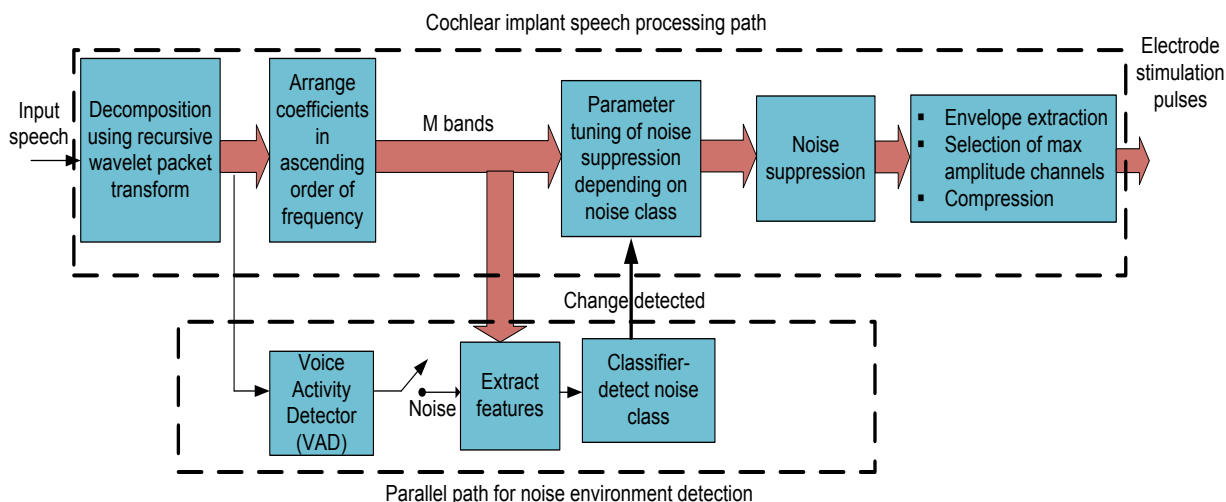 Cochlear implant speech processing path
Electrode
stimulation
pulses
Input
speech
Decomposition
using recursive
wavelet packet
transform
Arrange
coefficients
in
ascending
order of
frequency
M bands
Parameter
tuning of noise
suppression
depending on
noise class
Noise
suppression
▪ Envelope extraction
▪ Selection of max
amplitude channels
▪ Compression
Change detected
Voice
Activity
Detector
(VAD)
Noise
Extract
features
Classifier-
detect noise
class
Parallel path for noise environment detection